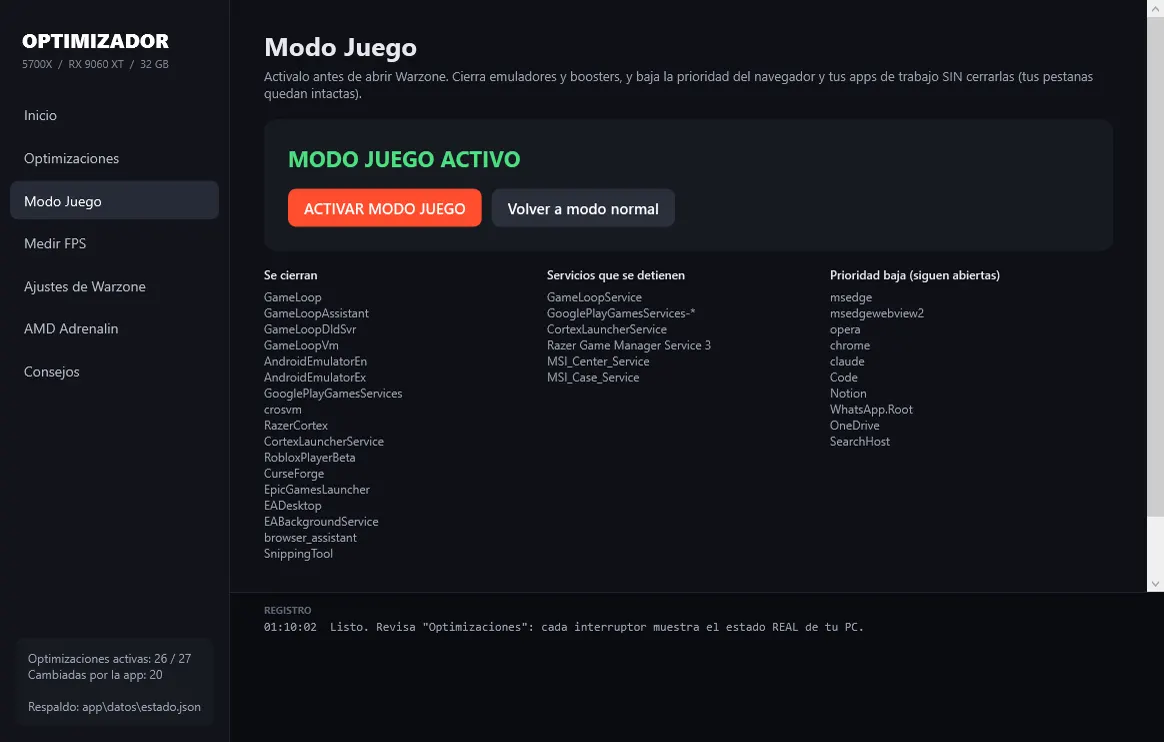 OPTIMIZADOR
5700X / RX 9060 XT / 32 GB
Inicio
Optimizaciones
Modo Juego
Medir FPS
Ajustes de Warzone
AMD Adrenalin
Consejos
Optimizaciones activas: 26 / 27
Cambiadas por la app: 20
Respaldo: app\datos\estado.json
Modo Juego
Activalo antes de abrir Warzone. Cierra emuladores y boosters, y baja la prioridad del navegador y tus apps de trabajo SIN cerrarlas (tus pestanas
quedan intactas).
MODO JUEGO ACTIVO
ACTIVAR MODO JUEGO
Volver a modo normal
Se cierran
GameLoop
GameLoopAssistant
GameLoopDldSvr
GameLoopVm
AndroidEmulatorEn
AndroidEmulatorEx
GooglePlayGamesServices
crosvm
RazerCortex
CortexLauncherService
RobloxPlayerBeta
CurseForge
EpicGamesLauncher
EADesktop
EABackgroundService
browser_assistant
SnippingTool
Servicios que se detienen
GameLoopService
GooglePlayGamesServices-*
CortexLauncherService
Razer Game Manager Service 3
MSI_Center_Service
MSI_Case_Service
Prioridad baja (siguen abiertas)
msedge
msedgewebview2
opera
chrome
claude
Code
Notion
WhatsApp.Root
OneDrive
SearchHost
REGISTRO
01:10:02 Listo. Revisa "Optimizaciones": cada interruptor muestra el estado REAL de tu PC.